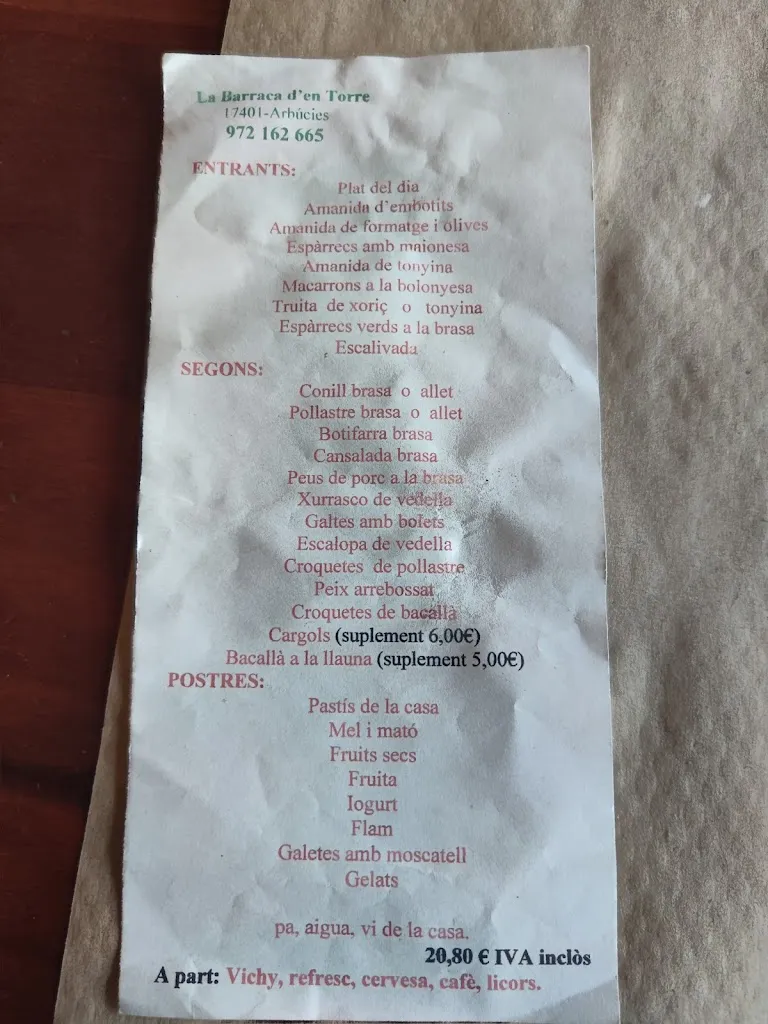 La Barraca d'en Torre
17401-Arbúcies
972 162 665
ENTRANTS:
Plat del dia
Amanida d'embotits
Amanida de formatge i olives
Espàrrecs amb maionesa
Amanida de tonyina
Macarrons a la bolonyesa
Truita de xoriç o tonyina
Espàrrecs verds a la brasa
Escalivada
SEGONS:
Conill brasa o allet
Pollastre brasa o allet
Botifarra brasa
Cansalada brasa
Peus de porc a la brasa
Xurrasco de vedella
Galtes amb bolets
Escalopa de vedella
Croquetes de pollastre
Peix arrebossat
Croquetes de bacallà
Cargols (suplement 6,00€)
Bacallà a la llauna (suplement 5,00€)
POSTRES:
Pastís de la casa
Mel i mató
Fruits secs
Fruita
Iogurt
Flam
Galetes amb moscatell
Gelats
pa, aigua, vi de la casa.
20,80 € IVA inclòs
A part: Vichy, refresc, cervesa, cafè, licors.